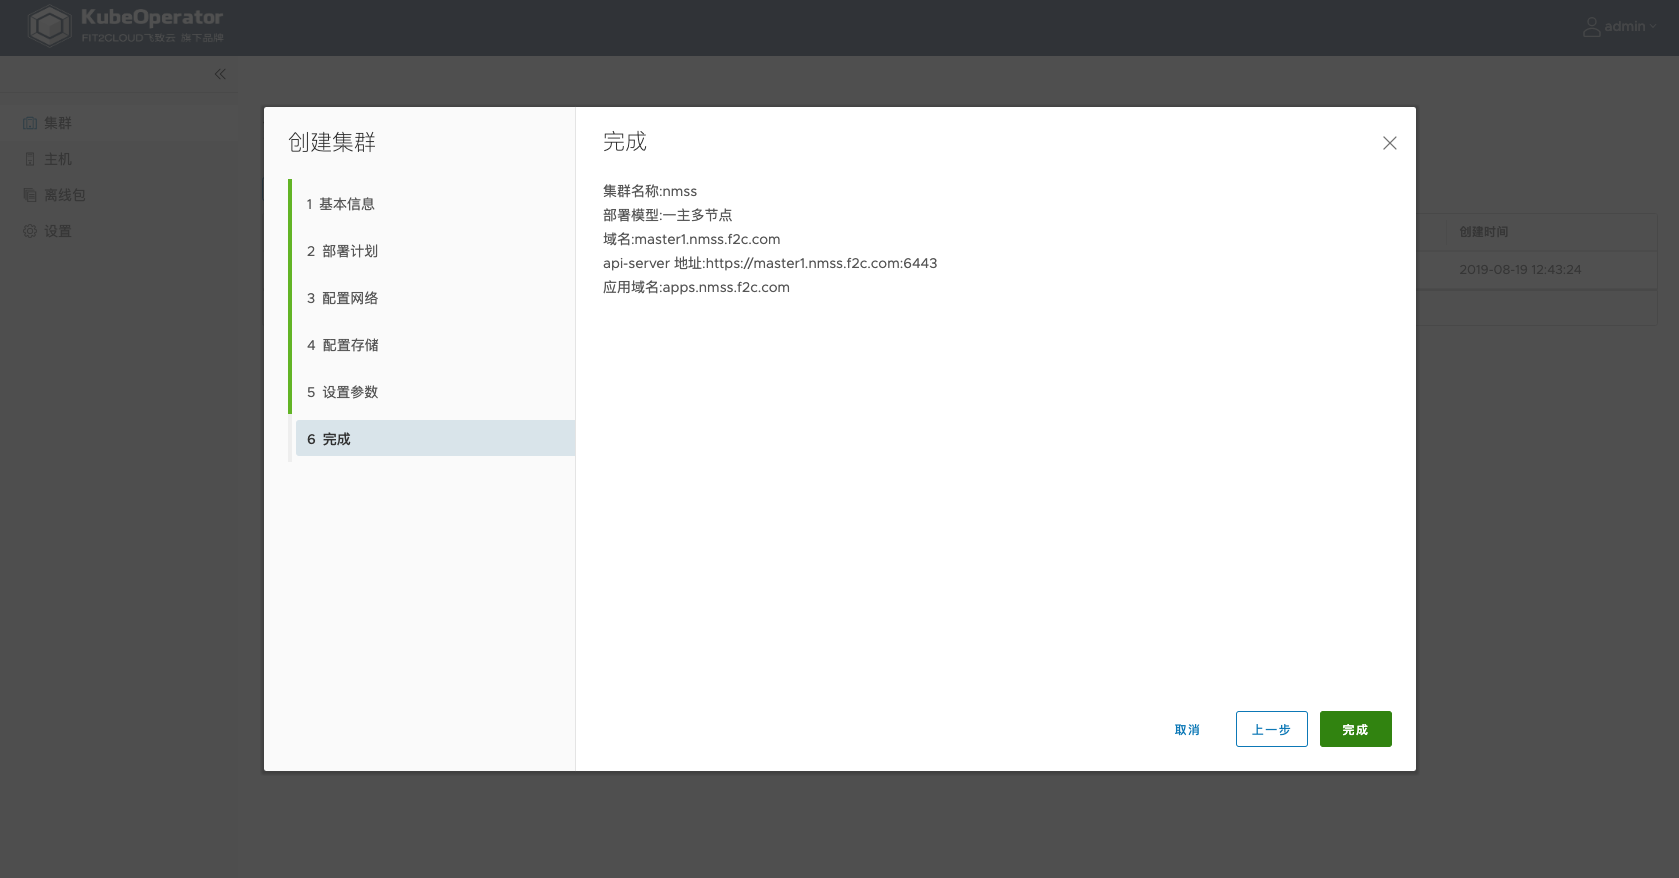 KubeOperator
FIT2CLOUD飞致云 旗下品牌
admin
集群
主机
离线包
设置
创建集群
1 基本信息
2 部署计划
3 配置网络
4 配置存储
5 设置参数
6 完成
完成
集群名称:nmss
部署模型:一主多节点
域名:master1.nmss.f2c.com
api-server 地址:https://master1.nmss.f2c.com:6443
应用域名:apps.nmss.f2c.com
取消
上一步
完成
创建时间
2019-08-19 12:43:24